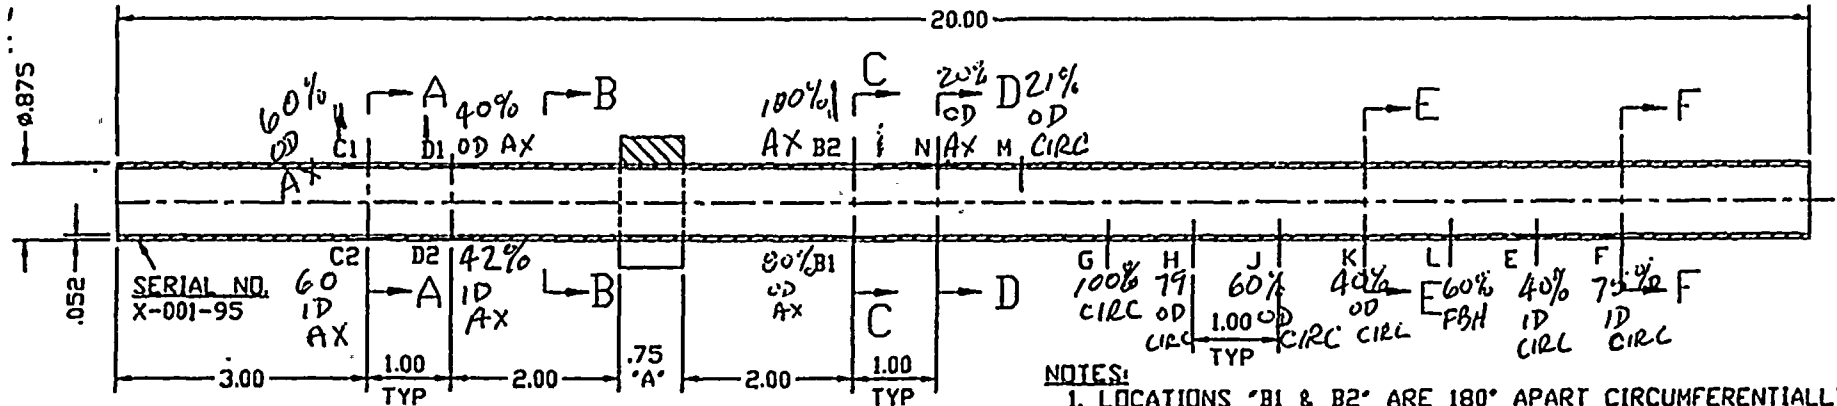 20.00
ø.875
60% OD AX
C1
A
D1
40% OD AX
B
100% AX
B2
C
N
20% OD AX
D
M
21% OD CIRC
E
F
.052
SERIAL NO.
X-001-95
C2
60 ID AX
A
D2
42% ID AX
B
80% OD AX
B1
C
D
G
100% CIRC
H
79 OD CIRC
J
60% OD CIRC
K
40% OD CIRC
E
L
60% FBH
E
40% ID CIRC
F
ID CIRC
F
3.00
1.00 TYP
2.00
.75 "A"
2.00
1.00 TYP
1.00 TYP
NOTES:
1. LOCATIONS "B1 & B2" ARE 180° APART CIRCUMFERENTIALL